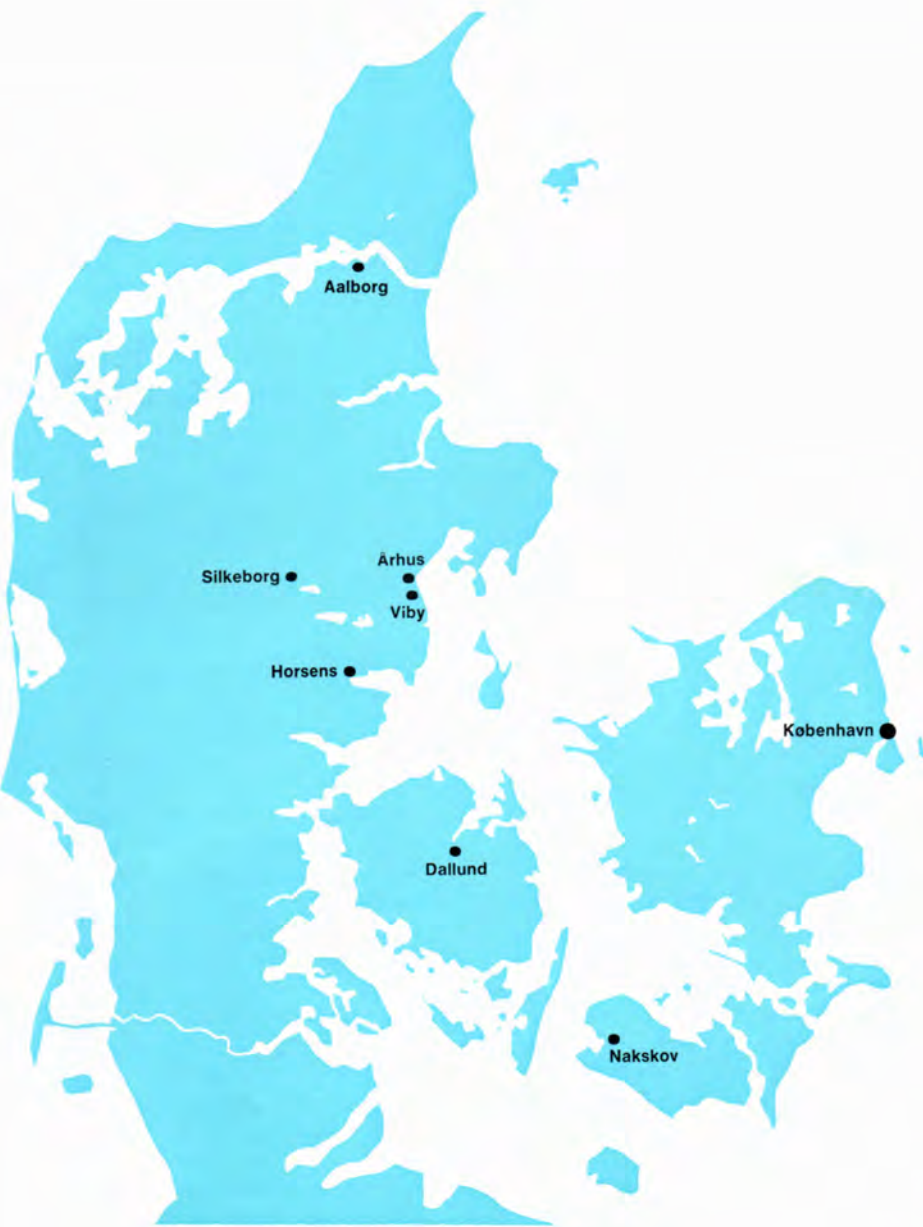 Aalborg
Århus
Silkeborg
Viby
Horsens
København
Dallund
Nakskov